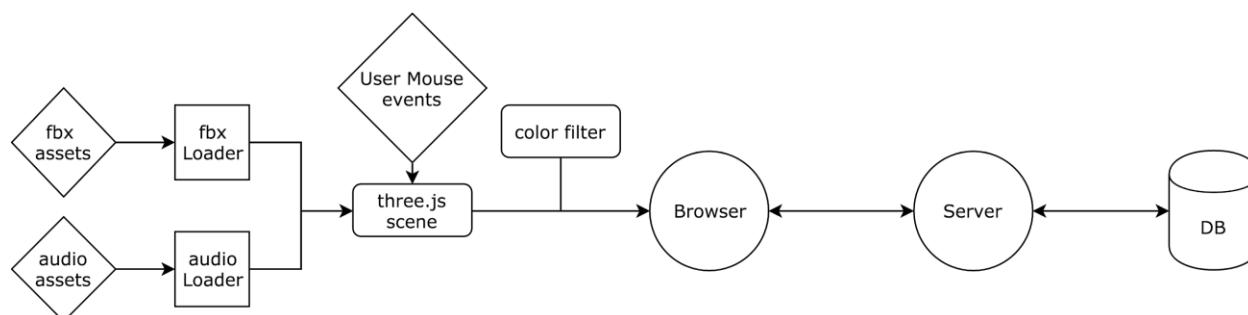 User Mouse
events
fbx
assets
fbx
Loader
color filter
three.js
scene
Browser
Server
DB
audio
assets
audio
Loader